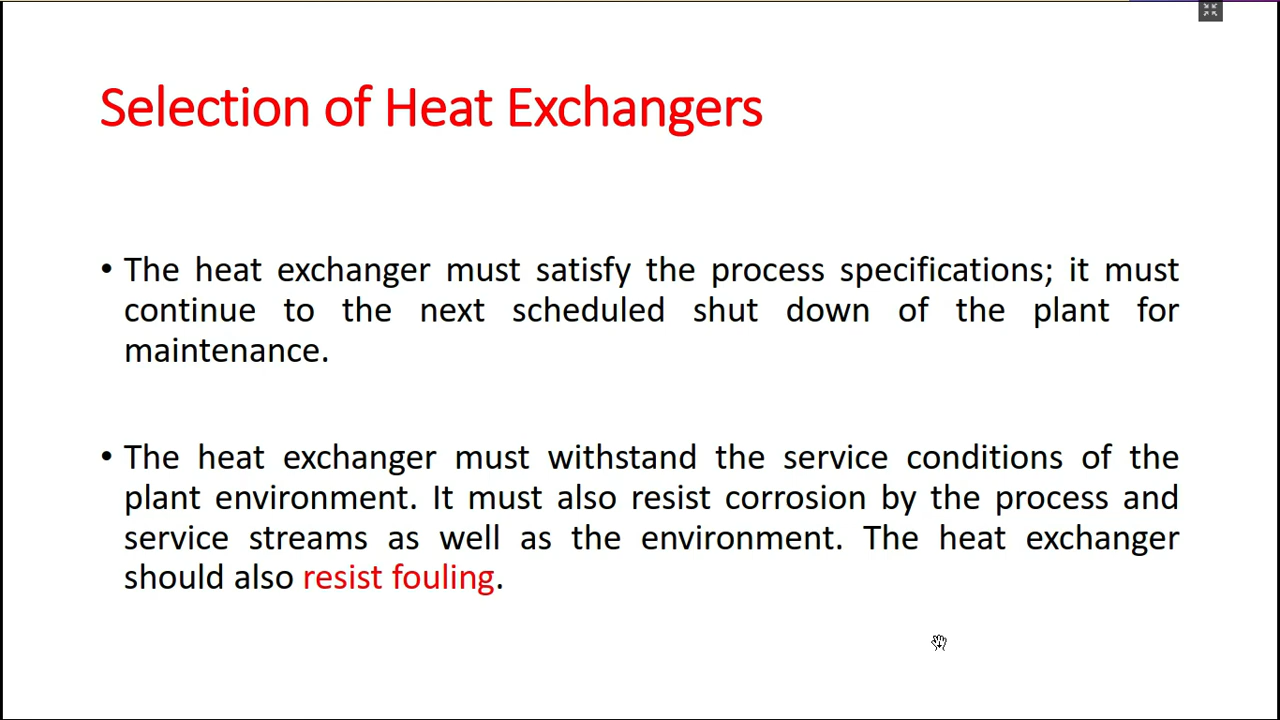 Selection of Heat Exchangers
• The heat exchanger must satisfy the process specifications; it must
continue to the next scheduled shut down of the plant for
maintenance.
• The heat exchanger must withstand the service conditions of the
plant environment. It must also resist corrosion by the process and
service streams as well as the environment. The heat exchanger
should also resist fouling.